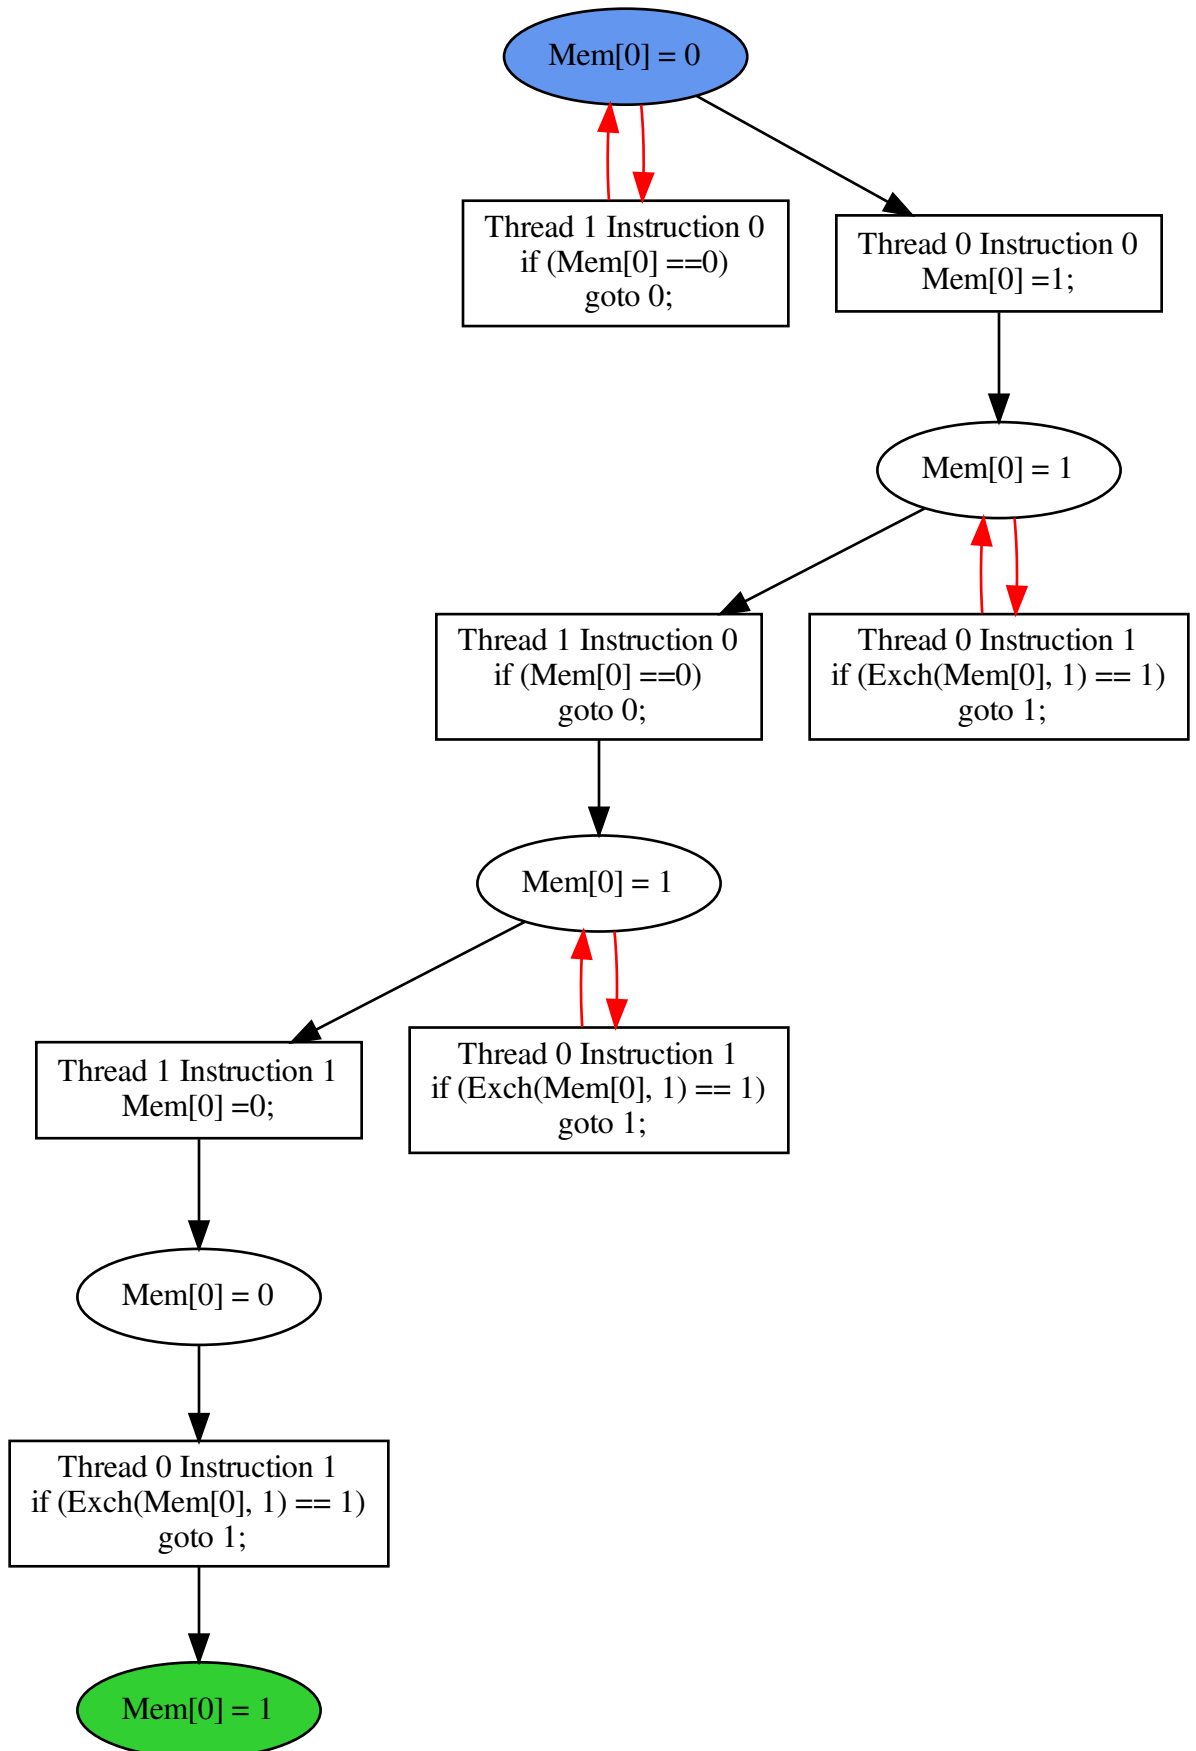 Mem[0] = 0
Thread 1 Instruction 0
if (Mem[0] ==0)
goto 0;
Thread 0 Instruction 0
Mem[0] =1;
Mem[0] = 1
Thread 1 Instruction 0
if (Mem[0] ==0)
goto 0;
Thread 0 Instruction 1
if (Exch(Mem[0], 1) == 1)
goto 1;
Mem[0] = 1
Thread 1 Instruction 1
Mem[0] =0;
Thread 0 Instruction 1
if (Exch(Mem[0], 1) == 1)
goto 1;
Mem[0] = 0
Thread 0 Instruction 1
if (Exch(Mem[0], 1) == 1)
goto 1;
Mem[0] = 1